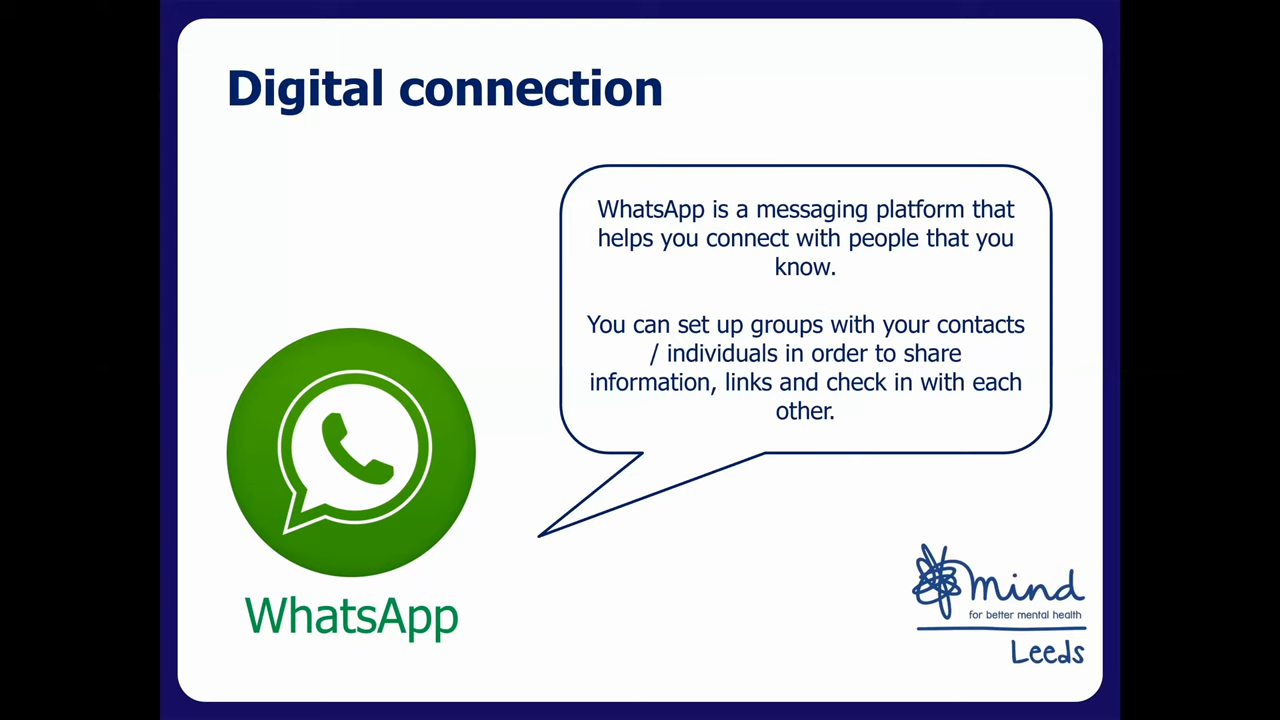 Digital connection
WhatsApp is a messaging platform that
helps you connect with people that you
know.
You can set up groups with your contacts
/ individuals in order to share
information, links and check in with each
other.
WhatsApp
mind
for better mental health
Leeds